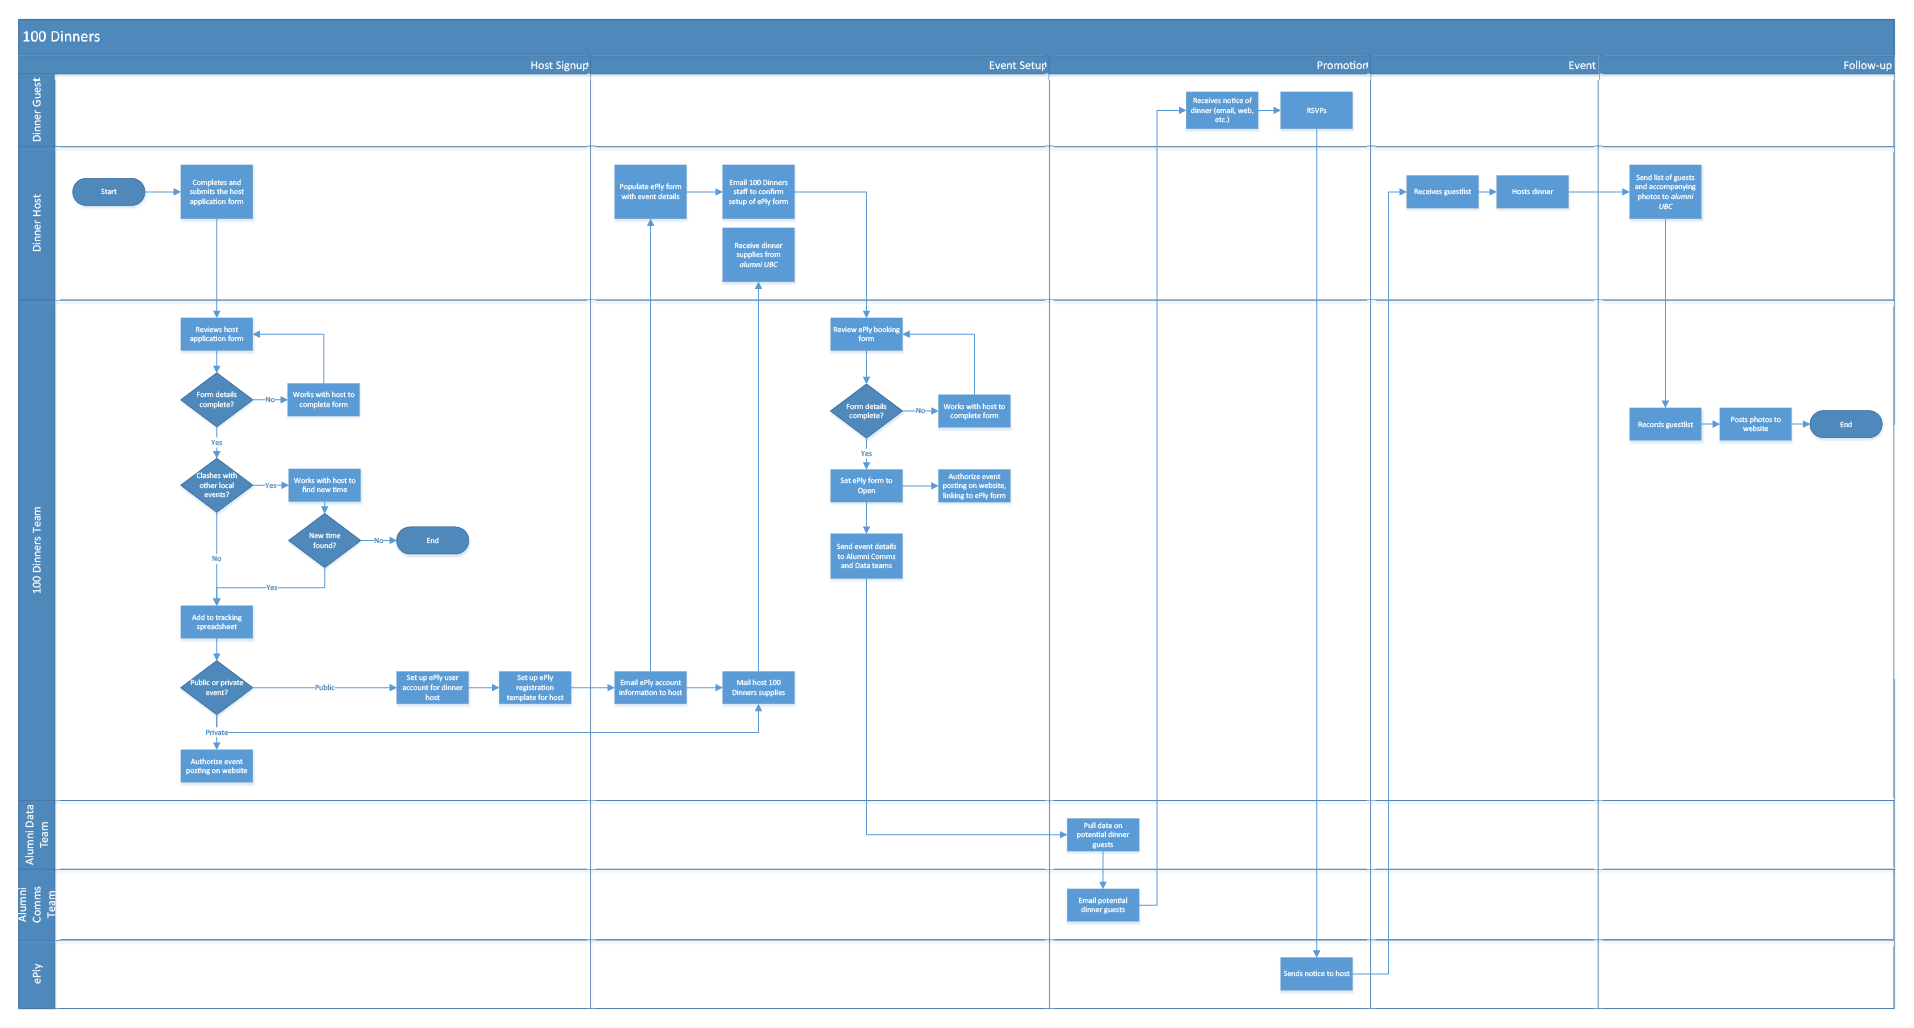 100 Dinners
Host Signup
Event Setup
Promotion
Event
Follow-up
Dinner Guest
Receives notice of
dinner (email, web,
etc.)
RSVPs
Dinner Host
Start
Completes and
submits the host
application form
Populate ePly form
with event details
Email 100 Dinners
staff to confirm
setup of ePly form
Receive dinner
supplies from
alumni UBC
Receives guestlist
Hosts dinner
Send list of guests
and accompanying
photos to alumni
UBC
100 Dinners Team
Reviews host
application form
Form details
complete?
No
Works with host to
complete form
Yes
Clashes with
other local
events?
Yes
Works with host to
find new time
New time
found?
No
End
No
Yes
Add to tracking
spreadsheet
Public or private
event?
Public
Set up ePly user
account for dinner
host
Set up ePly
registration
template for host
Email ePly account
information to host
Mail host 100
Dinners supplies
Private
Authorize event
posting on website
Review ePly booking
form
Form details
complete?
No
Works with host to
complete form
Yes
Set ePly form to
Open
Authorize event
posting on website,
linking to ePly form
Send event details
to Alumni Comms
and Data teams
Records guestlist
Posts photos to
website
End
Alumni Data
Team
Pull data on
potential dinner
guests
Alumni
Comms
Team
Email potential
dinner guests
ePly
Sends notice to host